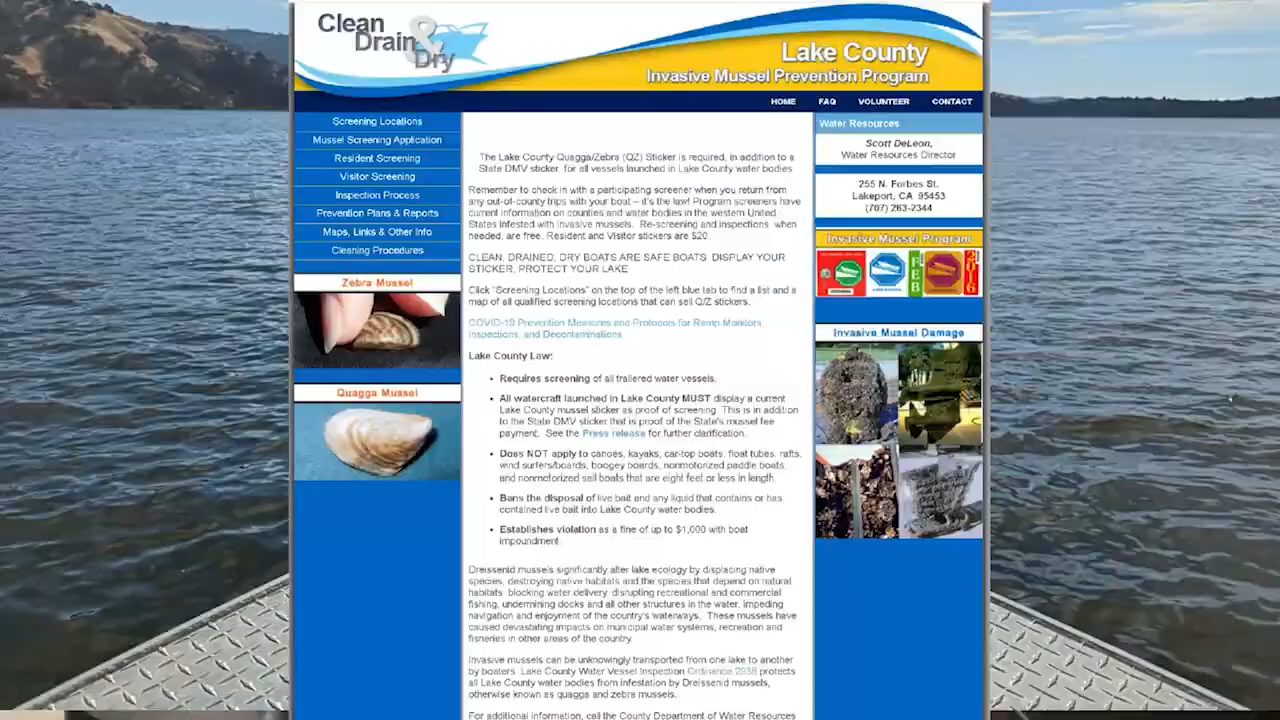 Clean
&
Drain
Dry
Lake County
Invasive Mussel Prevention Program
HOME FAQ VOLUNTEER CONTACT
Screening Locations
Mussel Screening Application
Resident Screening
Visitor Screening
Inspection Process
Prevention Plans & Reports
Maps, Links & Other Info
Cleaning Procedures
Zebra Mussel
Quagga Mussel
The Lake County Quagga/Zebra (QZ) Sticker is required, in addition to a
State DMV sticker, for all vessels launched in Lake County water bodies
Remember to check in with a participating screener when you return from
any out-of-county trips with your boat – it's the law! Program screeners have
current information on counties and water bodies in the western United
States infested with invasive mussels. Re-screening and inspections, when
needed, are free. Resident and Visitor stickers are $20.
CLEAN, DRAINED, DRY BOATS ARE SAFE BOATS. DISPLAY YOUR
STICKER, PROTECT YOUR LAKE
Click "Screening Locations" on the top of the left blue tab to find a list and a
map of all qualified screening locations that can sell Q/Z stickers.
COVID-19 Prevention Measures and Protocols for Ramp Monitors,
Inspections, and Decontaminations
Lake County Law:
• Requires screening of all trailered water vessels.
• All watercraft launched in Lake County MUST display a current
Lake County mussel sticker as proof of screening. This is in addition
to the State DMV sticker that is proof of the State's mussel fee
payment. See the Press release for further clarification.
• Does NOT apply to canoes, kayaks, car-top boats, float tubes, rafts,
wind surfers/boards, boogey boards, nonmotorized paddle boats,
and nonmotorized sail boats that are eight feet or less in length.
• Bans the disposal of live bait and any liquid that contains or has
contained live bait into Lake County water bodies.
• Establishes violation as a fine of up to $1,000 with boat
impoundment.
Dreissenid mussels significantly alter lake ecology by displacing native
species, destroying native habitats and the species that depend on natural
habitats, blocking water delivery, disrupting recreational and commercial
fishing, undermining docks and all other structures in the water, impeding
navigation and enjoyment of the country's waterways. These mussels have
caused devastating impacts on municipal water systems, recreation and
fisheries in other areas of the country.
Invasive mussels can be unknowingly transported from one lake to another
by boaters. Lake County Water Vessel Inspection Ordinance 2936 protects
all Lake County water bodies from infestation by Dreissenid mussels,
otherwise known as quagga and zebra mussels.
For additional information, call the County Department of Water Resources
Water Resources
Scott DeLeon,
Water Resources Director
255 N. Forbes St.
Lakeport, CA 95453
(707) 263-2344
Invasive Mussel Program
FEB
2016
Invasive Mussel Damage